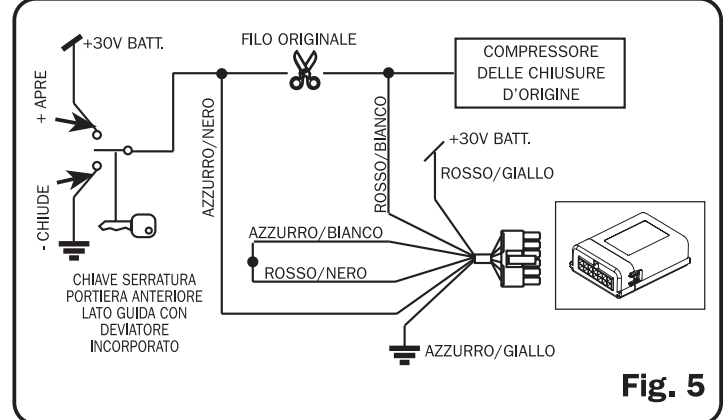 +30V BATT.
FILO ORIGINALE
COMPRESSORE
DELLE CHIUSURE
D'ORIGINE
+ APRE
- CHIUDE
AZZURRO/NERO
ROSSO/BIANCO
+30V BATT.
ROSSO/GIALLO
AZZURRO/BIANCO
ROSSO/NERO
CHIAVE SERRATURA
PORTIERA ANTERIORE
LATO GUIDA CON
DEVIATORE
INCORPORATO
AZZURRO/GIALLO
Fig. 5